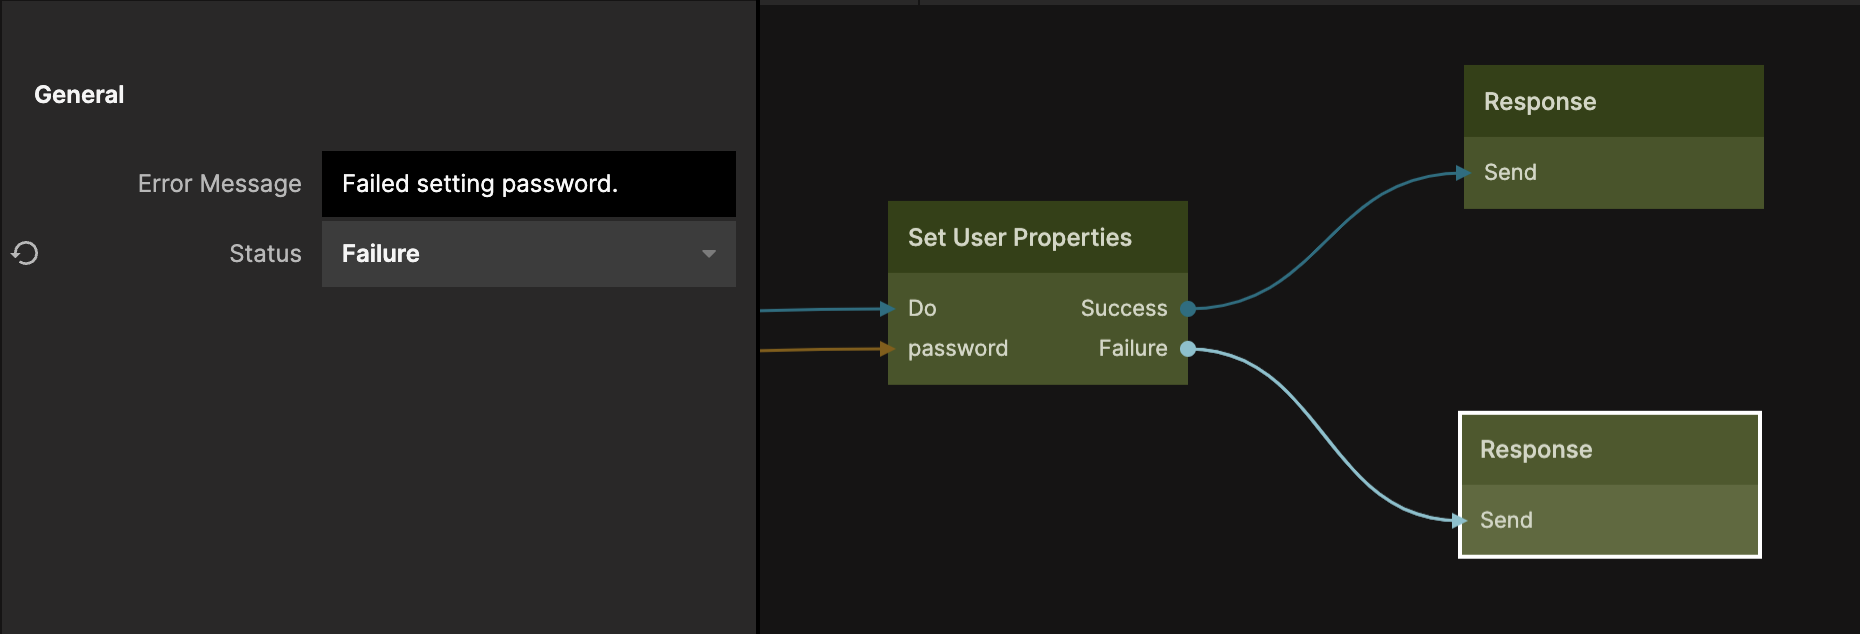 General
Error Message
Failed setting password.
Status
Failure
Set User Properties
Do
Success
password
Failure
Response
Send
Response
Send